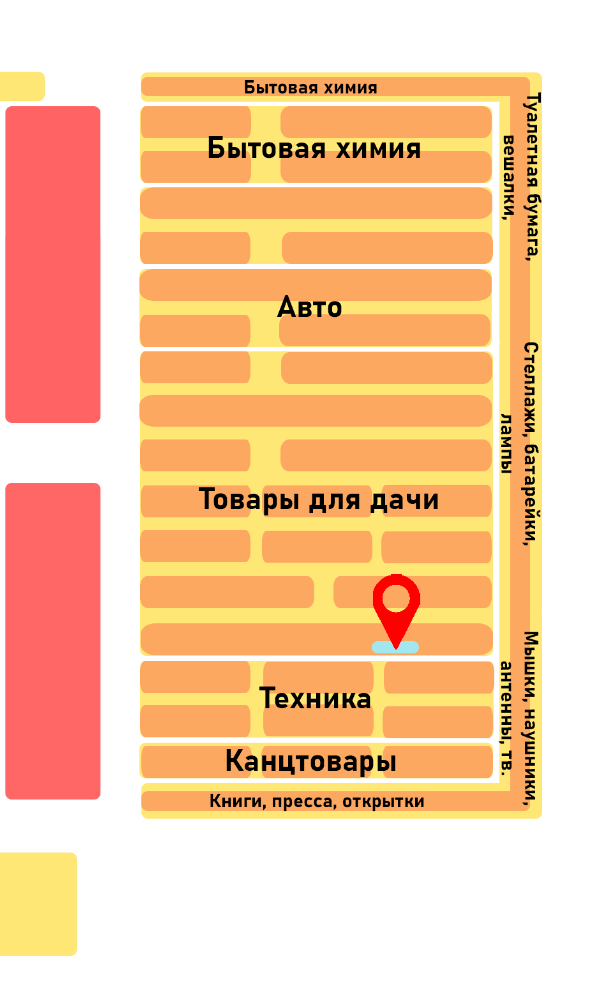 Бытовая химия
Туалетная бумага,
вешалки,
Бытовая химия
Авто
Стеллажи, батарейки,
лампы
Товары для дачи
Мышки, наушники,
антенны, тв.
Техника
Канцтовары
Книги, пресса, открытки